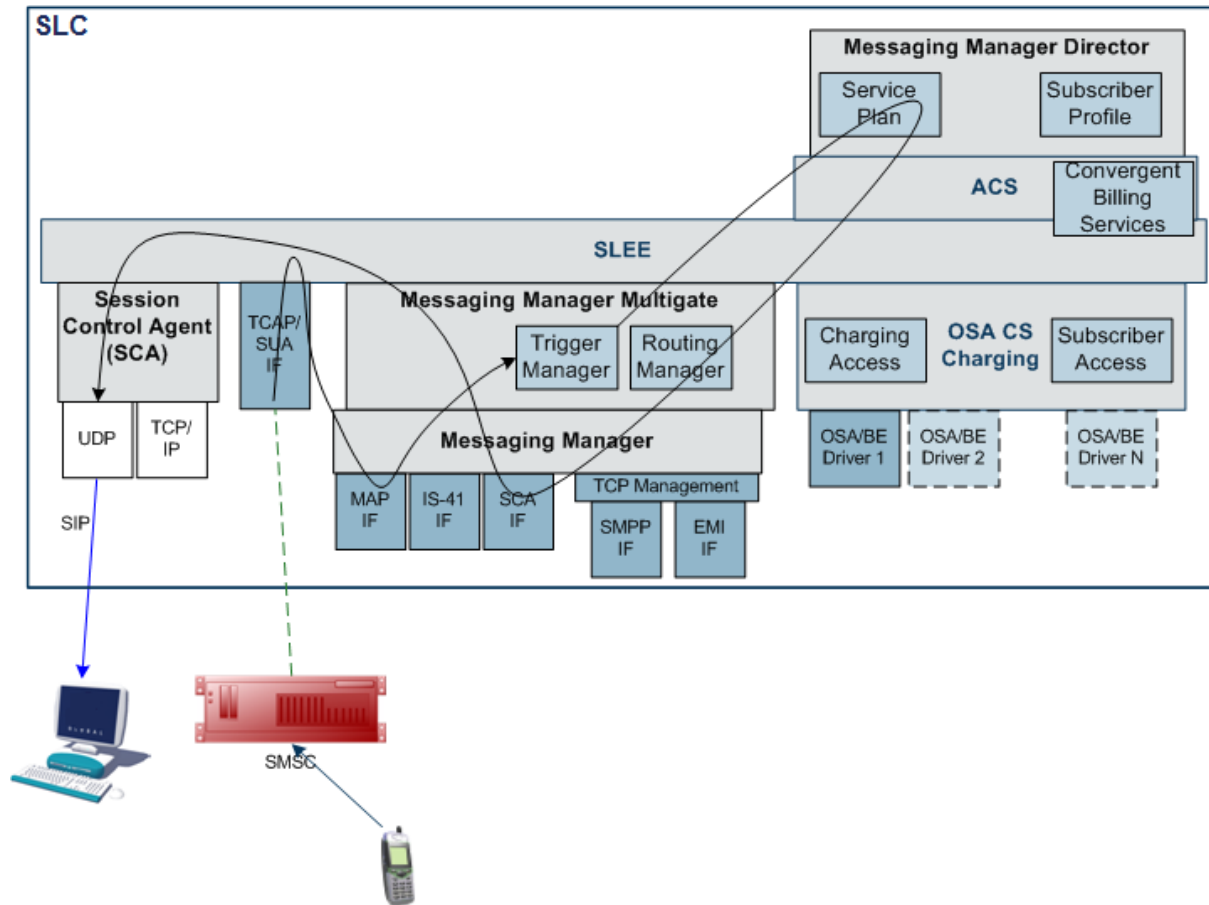 SLC
Messaging Manager Director
Service
Plan
Subscriber
Profile
ACS
Convergent
Billing
Services
SLEE
Session
Control Agent
(SCA)
TCAP/
SUA
IF
Messaging Manager Multigate
Trigger
Manager
Routing
Manager
Charging
Access
OSA CS
Charging
Subscriber
Access
UDP
TCP/
IP
Messaging Manager
OSA/BE
Driver 1
OSA/BE
Driver 2
OSA/BE
Driver N
MAP
IF
IS-41
IF
SCA
IF
TCP Management
SMPP
IF
EMI
IF
SIP
GLOBAL
SMSC